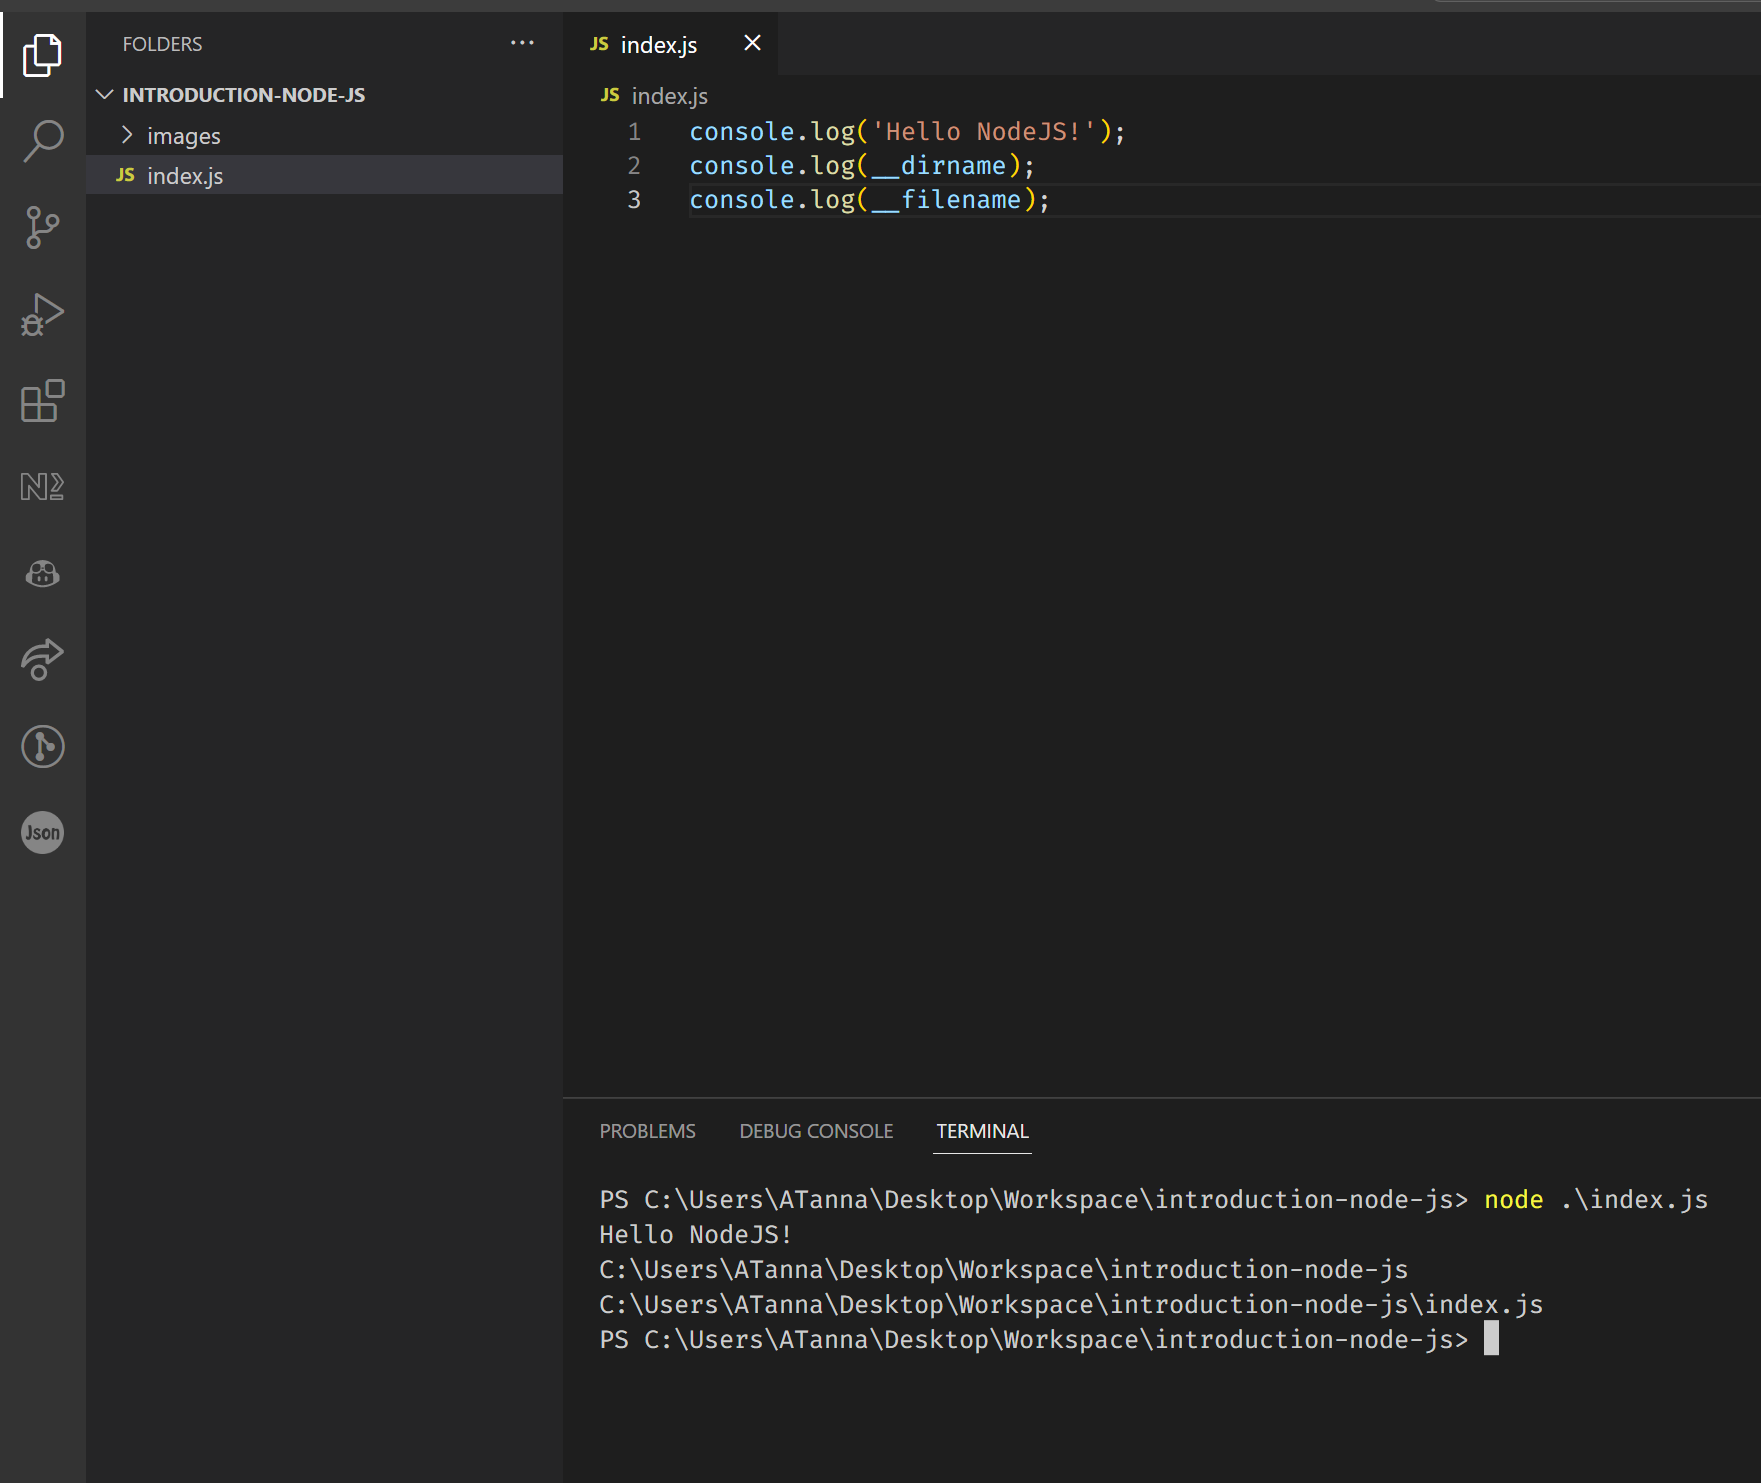 FOLDERS
INTRODUCTION-NODE-JS
images
JS index.js
Json
JS index.js
JS index.js
1 console.log('Hello NodeJS!');
2 console.log(__dirname);
3 console.log(__filename);
PROBLEMS DEBUG CONSOLE TERMINAL
PS C:\Users\ATanna\Desktop\Workspace\introduction-node-js> node .\index.js
Hello NodeJS!
C:\Users\ATanna\Desktop\Workspace\introduction-node-js
C:\Users\ATanna\Desktop\Workspace\introduction-node-js\index.js
PS C:\Users\ATanna\Desktop\Workspace\introduction-node-js>